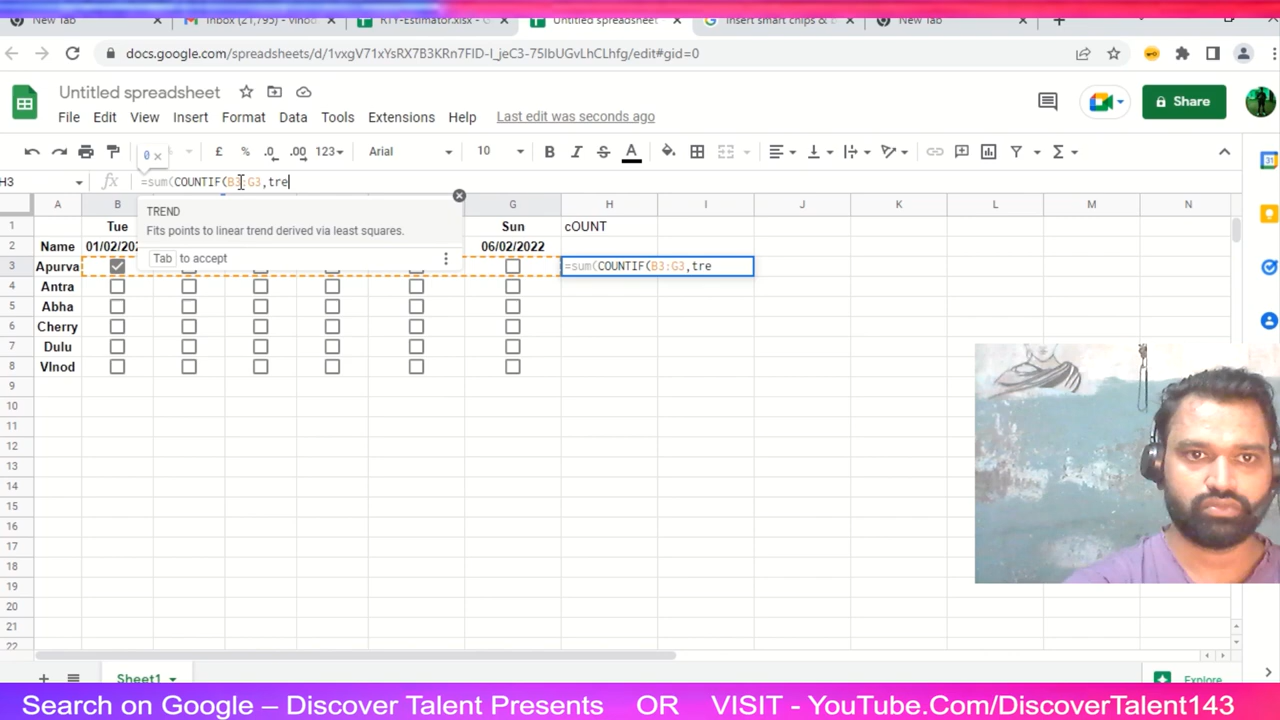 New Tab
Inbox (21,795) - vinod
RTY-Estimator.xlsx - G
Untitled spreadsheet
Insert smart chips & c
New Tab
docs.google.com/spreadsheets/d/1vxgV71xYsRX7B3KRn7FID-I_jeC3-75IbUGvLhCLhfg/edit#gid=0
Untitled spreadsheet
File Edit View Insert Format Data Tools Extensions Help Last edit was seconds ago
Share
0 × £ % .0 .00 123 Arial 10 B I S A Σ
H3 fx =sum(COUNTIF(B3:G3,tre
TREND
Fits points to linear trend derived via least squares.
Tab to accept
A B G H I J K L M N
1 Tue Sun cOUNT
2 Name 01/02/202 06/02/2022
3 Apurva =sum(COUNTIF(B3:G3,tre
4 Antra
5 Abha
6 Cherry
7 Dulu
8 VInod
9
10
11
12
13
14
15
16
17
18
19
20
21
22
Sheet1 Explore
31
Search on Google – Discover Talent Presents OR VISIT - YouTube.Com/DiscoverTalent143